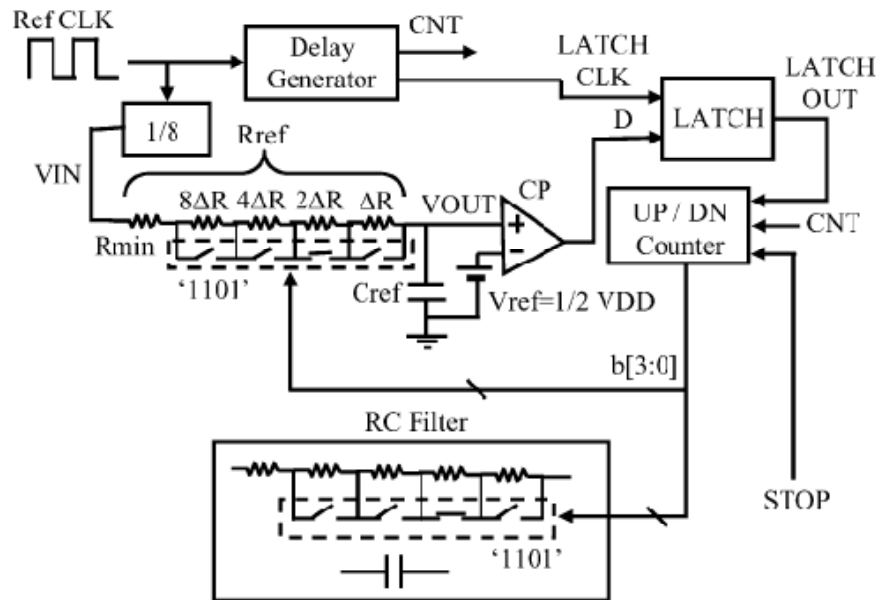 Ref CLK
CNT
Delay
Generator
LATCH
CLK
LATCH
OUT
1/8
Rref
D
LATCH
VIN
8ΔR
4ΔR
2ΔR
ΔR
VOUT
CP
+
−
UP / DN
Counter
CNT
Rmin
'1101'
Cref
Vref=1/2 VDD
b[3:0]
RC Filter
STOP
'1101'